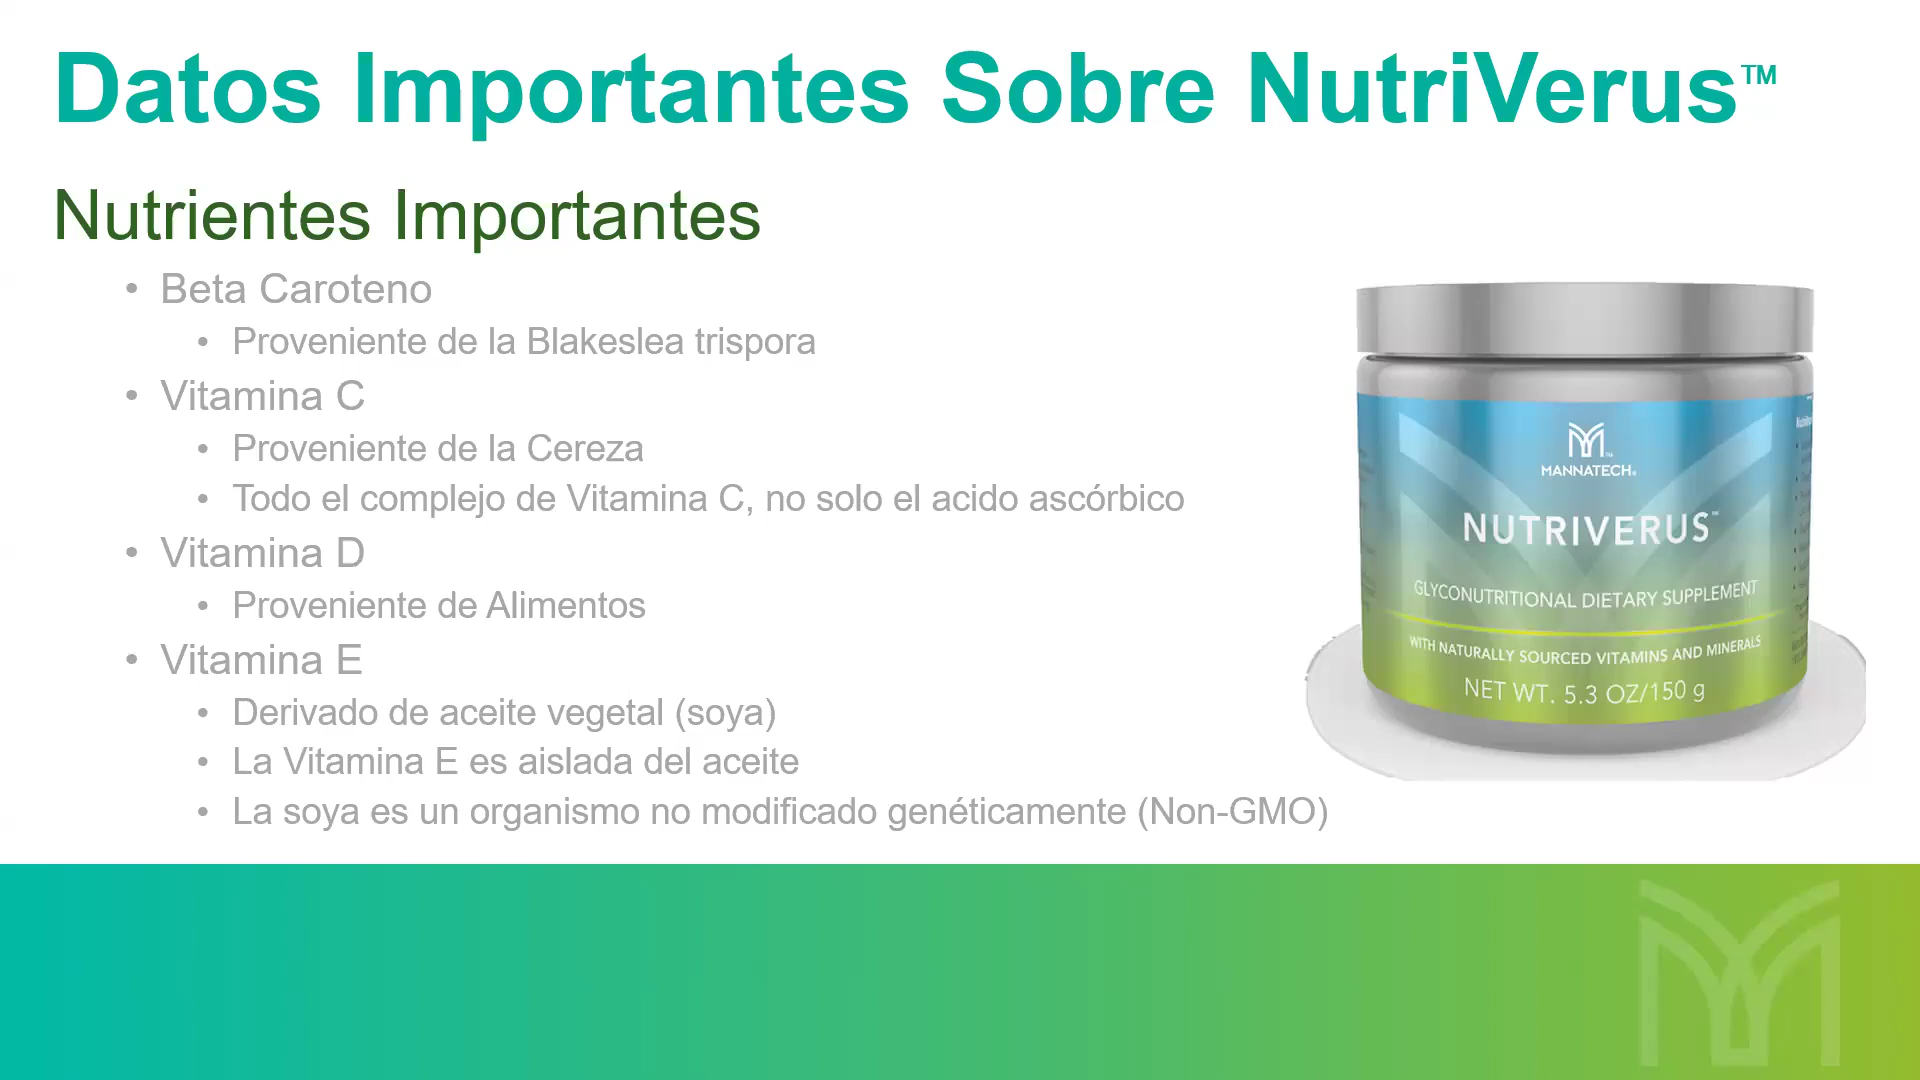 Datos Importantes Sobre NutriVerus™
Nutrientes Importantes
• Beta Caroteno
• Proveniente de la Blakeslea trispora
• Vitamina C
• Proveniente de la Cereza
• Todo el complejo de Vitamina C, no solo el acido ascórbico
• Vitamina D
• Proveniente de Alimentos
• Vitamina E
• Derivado de aceite vegetal (soya)
• La Vitamina E es aislada del aceite
• La soya es un organismo no modificado genéticamente (Non-GMO)
MANNATECH®
NUTRIVERUS™
GLYCONUTRITIONAL DIETARY SUPPLEMENT
WITH NATURALLY SOURCED VITAMINS AND MINERALS
NET WT. 5.3 OZ/150 g